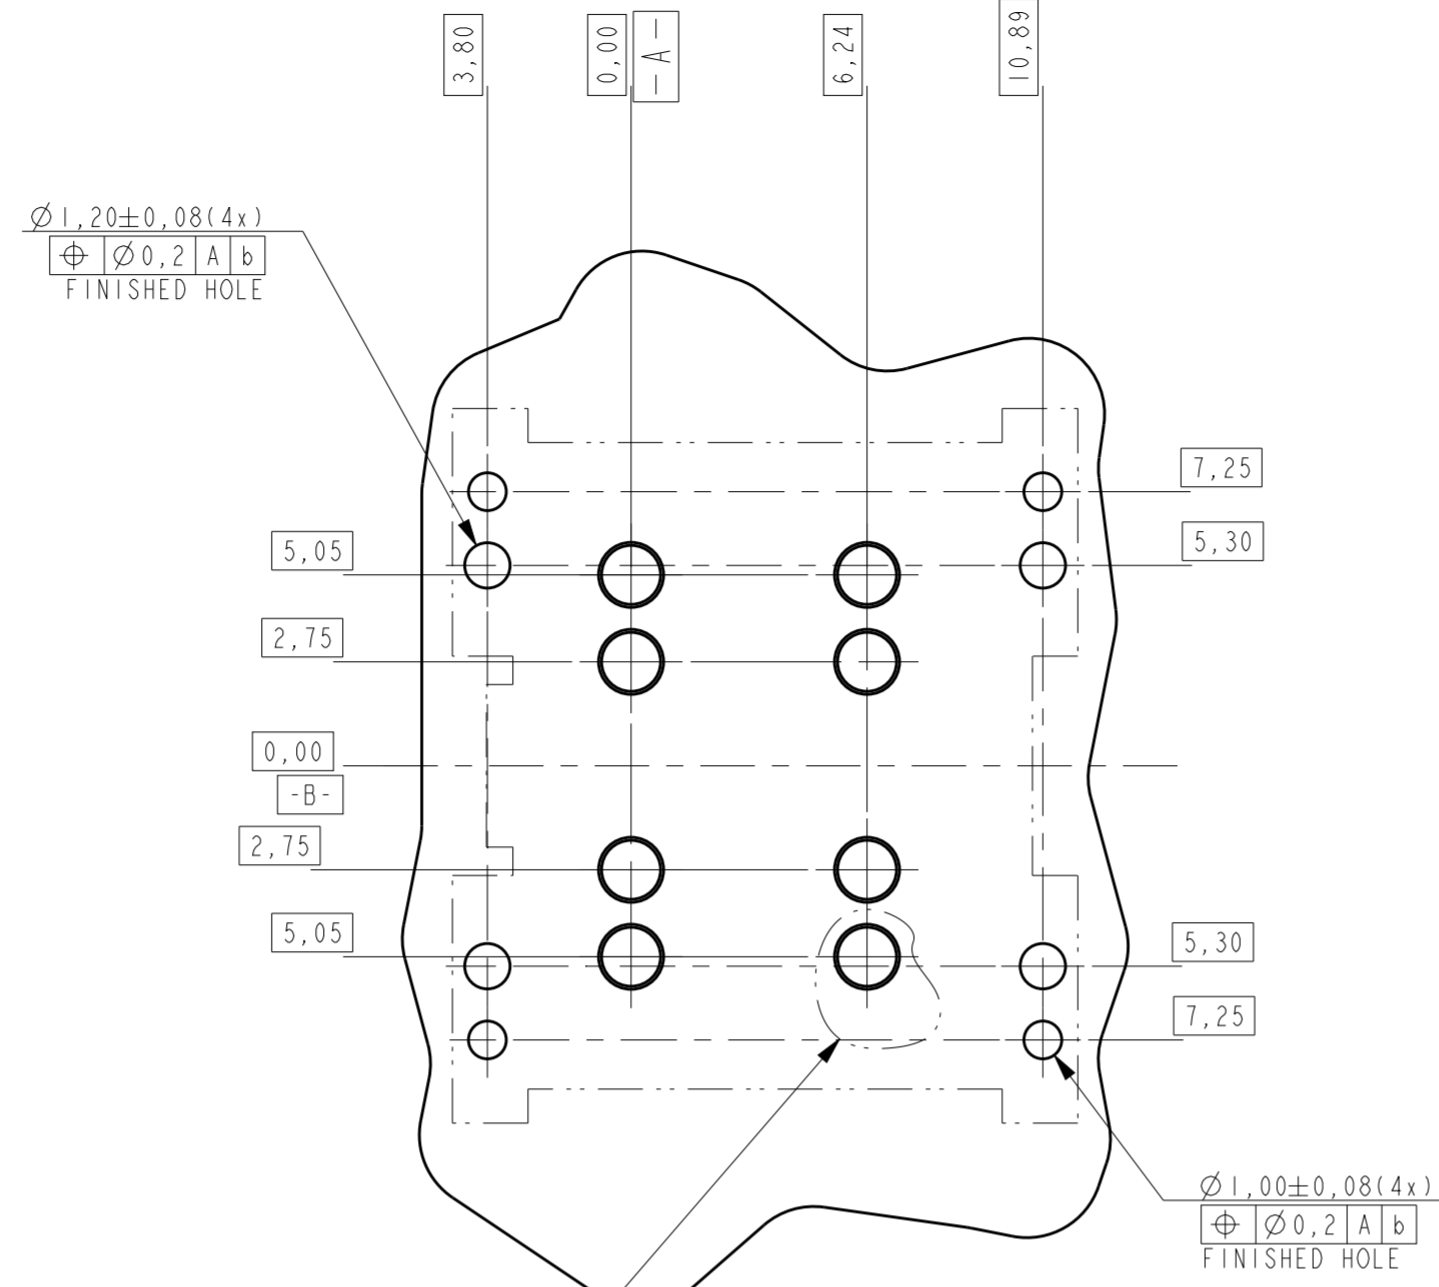 3,80
0,00
-A-
6,24
10,89
Ø1,20±0,08(4x)
⌖ Ø0,2 A b
FINISHED HOLE
7,25
5,30
5,05
2,75
0,00
-B-
2,75
5,05
5,30
7,25
Ø1,00±0,08(4x)
⌖ Ø0,2 A b
FINISHED HOLE